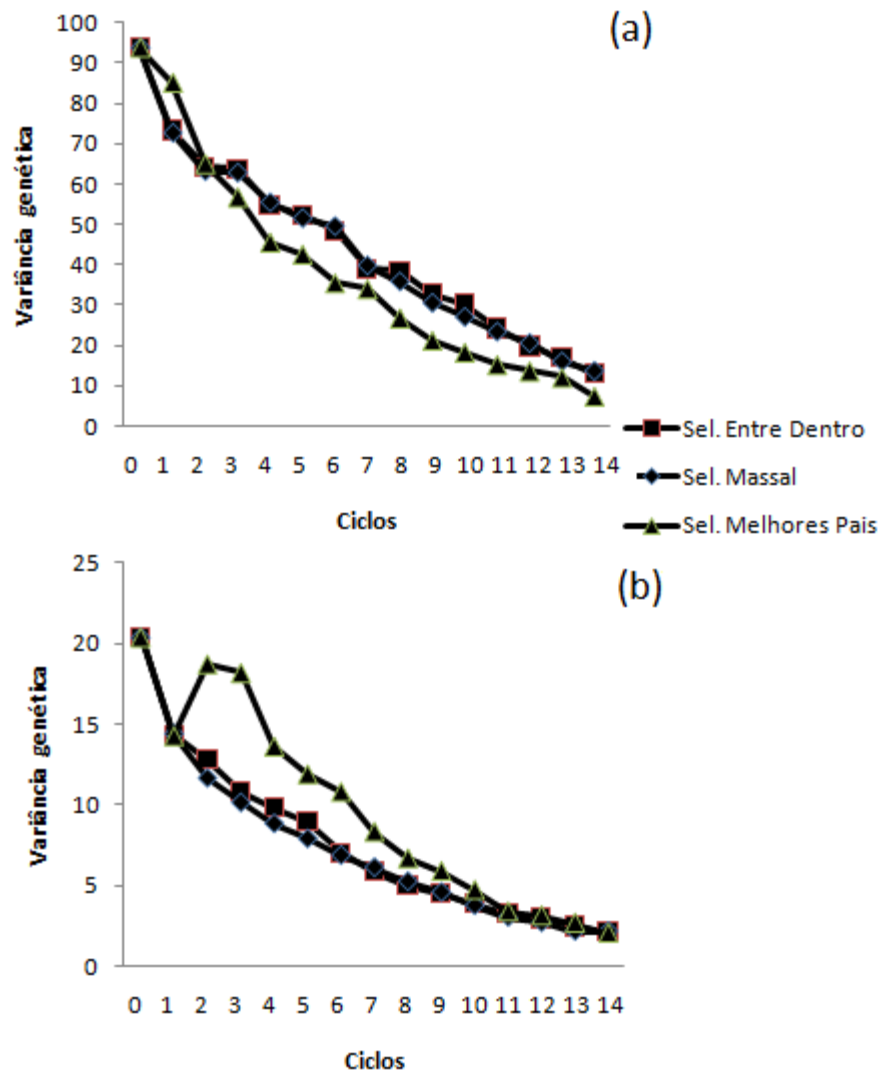 (a)
100
90
80
70
60
50
40
30
20
10
0
Variância genética
0 1 2 3 4 5 6 7 8 9 10 11 12 13 14
Ciclos
Sel. Entre Dentro
Sel. Massal
Sel. Melhores Pais
(b)
25
20
15
10
5
0
Variância genética
0 1 2 3 4 5 6 7 8 9 10 11 12 13 14
Ciclos